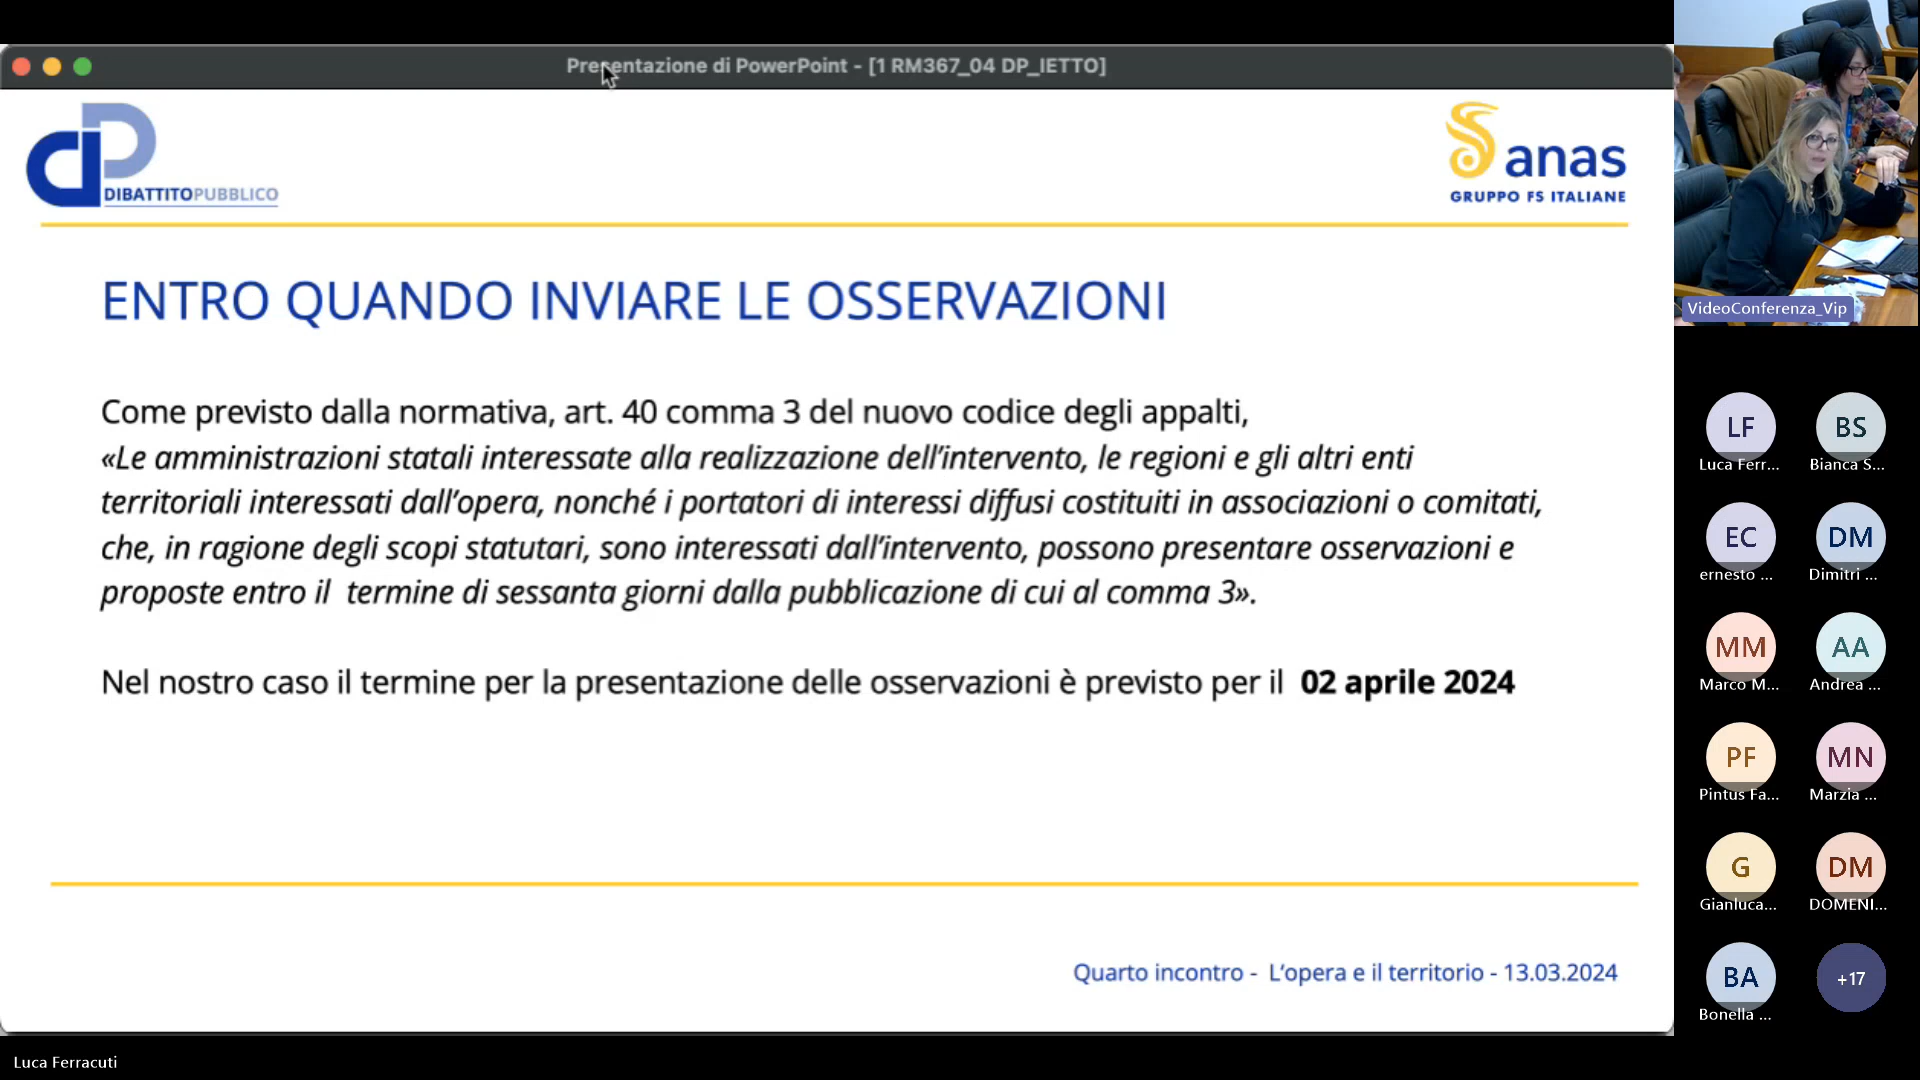 Presentazione di PowerPoint - [1 RM367_04 DP_IETTO]
dP
DIBATTITOPUBBLICO
anas
GRUPPO FS ITALIANE
ENTRO QUANDO INVIARE LE OSSERVAZIONI
Come previsto dalla normativa, art. 40 comma 3 del nuovo codice degli appalti,
«Le amministrazioni statali interessate alla realizzazione dell’intervento, le regioni e gli altri enti
territoriali interessati dall’opera, nonché i portatori di interessi diffusi costituiti in associazioni o comitati,
che, in ragione degli scopi statutari, sono interessati dall’intervento, possono presentare osservazioni e
proposte entro il termine di sessanta giorni dalla pubblicazione di cui al comma 3».
Nel nostro caso il termine per la presentazione delle osservazioni è previsto per il 02 aprile 2024
Quarto incontro - L’opera e il territorio - 13.03.2024
VideoConferenza_Vip
LF
BS
Luca Ferr...
Bianca S...
EC
DM
ernesto ...
Dimitri ...
MM
AA
Marco M...
Andrea ...
PF
MN
Pintus Fa...
Marzia ...
G
DM
Gianluca...
DOMENI...
BA
+17
Bonella ...
Luca Ferracuti